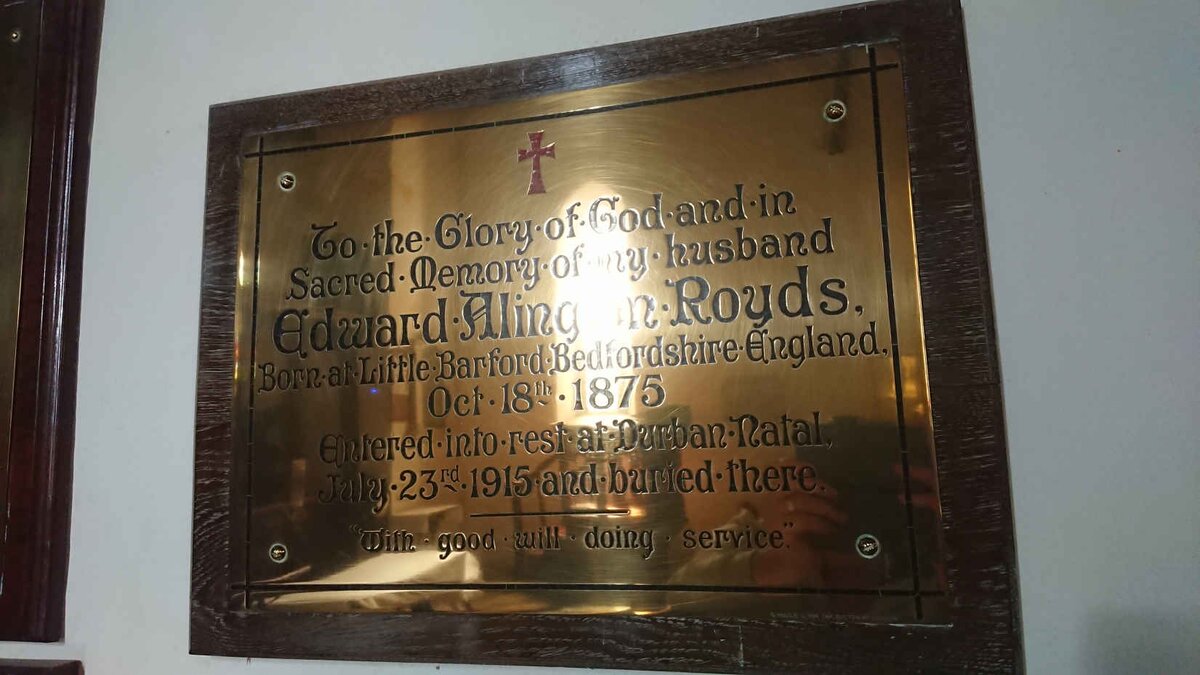 To·the·Glory·of·God·and·in
Sacred·Memory·of·my·husband
Edward·Alington·Royds,
Born·at·Little·Barford·Bedfordshire·England,
Oct·18th·1875
Entered·into·rest·at·Durban·Natal,
July·23rd·1915·and·buried·there.
"With·good·will·doing·service."